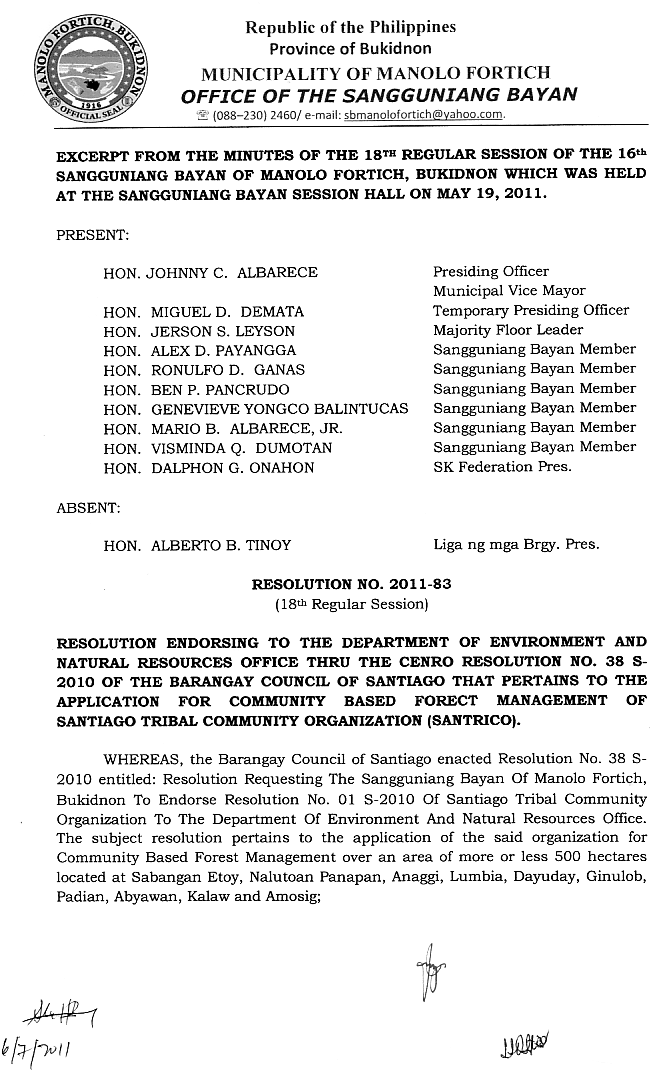 MANOLO FORTICH, BUKIDNON
1916
OFFICIAL SEAL
Republic of the Philippines
Province of Bukidnon
MUNICIPALITY OF MANOLO FORTICH
OFFICE OF THE SANGGUNIANG BAYAN
☏ (088–230) 2460/ e-mail: sbmanolofortich@yahoo.com.
EXCERPT FROM THE MINUTES OF THE 18TH REGULAR SESSION OF THE 16th
SANGGUNIANG BAYAN OF MANOLO FORTICH, BUKIDNON WHICH WAS HELD
AT THE SANGGUNIANG BAYAN SESSION HALL ON MAY 19, 2011.
PRESENT:
HON. JOHNNY C. ALBARECE Presiding Officer
Municipal Vice Mayor
HON. MIGUEL D. DEMATA Temporary Presiding Officer
HON. JERSON S. LEYSON Majority Floor Leader
HON. ALEX D. PAYANGGA Sangguniang Bayan Member
HON. RONULFO D. GANAS Sangguniang Bayan Member
HON. BEN P. PANCRUDO Sangguniang Bayan Member
HON. GENEVIEVE YONGCO BALINTUCAS Sangguniang Bayan Member
HON. MARIO B. ALBARECE, JR. Sangguniang Bayan Member
HON. VISMINDA Q. DUMOTAN Sangguniang Bayan Member
HON. DALPHON G. ONAHON SK Federation Pres.
ABSENT:
HON. ALBERTO B. TINOY Liga ng mga Brgy. Pres.
RESOLUTION NO. 2011-83
(18th Regular Session)
RESOLUTION ENDORSING TO THE DEPARTMENT OF ENVIRONMENT AND
NATURAL RESOURCES OFFICE THRU THE CENRO RESOLUTION NO. 38 S-
2010 OF THE BARANGAY COUNCIL OF SANTIAGO THAT PERTAINS TO THE
APPLICATION FOR COMMUNITY BASED FORECT MANAGEMENT OF
SANTIAGO TRIBAL COMMUNITY ORGANIZATION (SANTRICO).
WHEREAS, the Barangay Council of Santiago enacted Resolution No. 38 S-
2010 entitled: Resolution Requesting The Sangguniang Bayan Of Manolo Fortich,
Bukidnon To Endorse Resolution No. 01 S-2010 Of Santiago Tribal Community
Organization To The Department Of Environment And Natural Resources Office.
The subject resolution pertains to the application of the said organization for
Community Based Forest Management over an area of more or less 500 hectares
located at Sabangan Etoy, Nalutoan Panapan, Anaggi, Lumbia, Dayuday, Ginulob,
Padian, Abyawan, Kalaw and Amosig;
6/7/2011